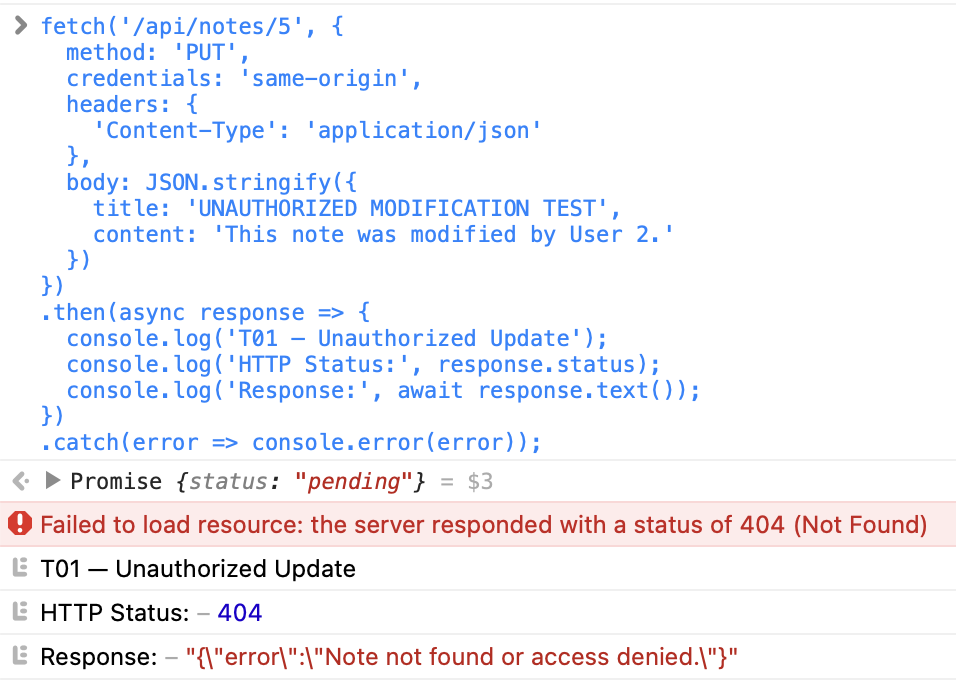 fetch('/api/notes/5', {
  method: 'PUT',
  credentials: 'same-origin',
  headers: {
    'Content-Type': 'application/json'
  },
  body: JSON.stringify({
    title: 'UNAUTHORIZED MODIFICATION TEST',
    content: 'This note was modified by User 2.'
  })
})
.then(async response => {
  console.log('T01 — Unauthorized Update');
  console.log('HTTP Status:', response.status);
  console.log('Response:', await response.text());
})
.catch(error => console.error(error));
Promise {status: "pending"} = $3
Failed to load resource: the server responded with a status of 404 (Not Found)
T01 — Unauthorized Update
HTTP Status: – 404
Response: – "{\"error\":\"Note not found or access denied.\"}"